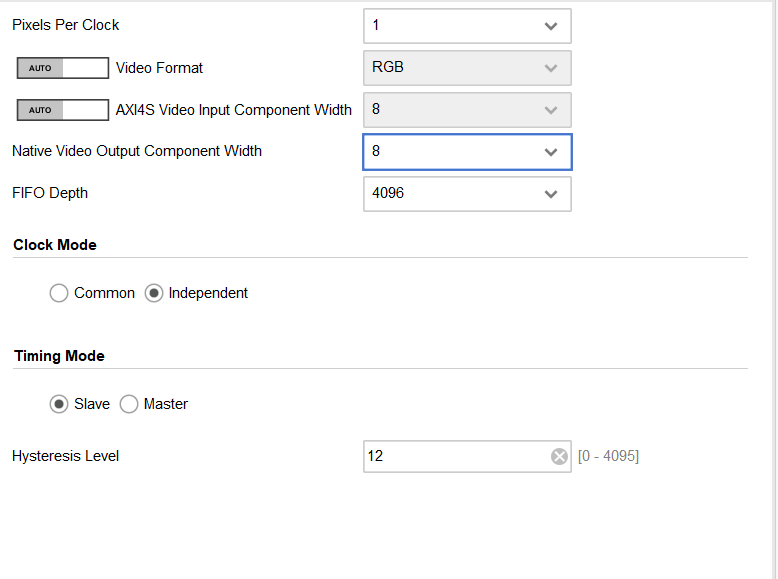 Pixels Per Clock 1
AUTO Video Format RGB
AUTO AXI4S Video Input Component Width 8
Native Video Output Component Width 8
FIFO Depth 4096
Clock Mode
Common Independent
Timing Mode
Slave Master
Hysteresis Level 12 [0 - 4095]